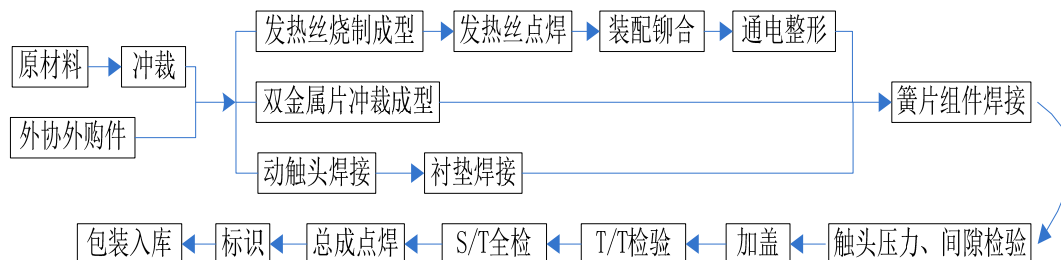 原材料
冲裁
外协外购件
发热丝烧制成型
发热丝点焊
装配铆合
通电整形
双金属片冲裁成型
动触头焊接
衬垫焊接
簧片组件焊接
触头压力、间隙检验
加盖
T/T检验
S/T全检
总成点焊
标识
包装入库